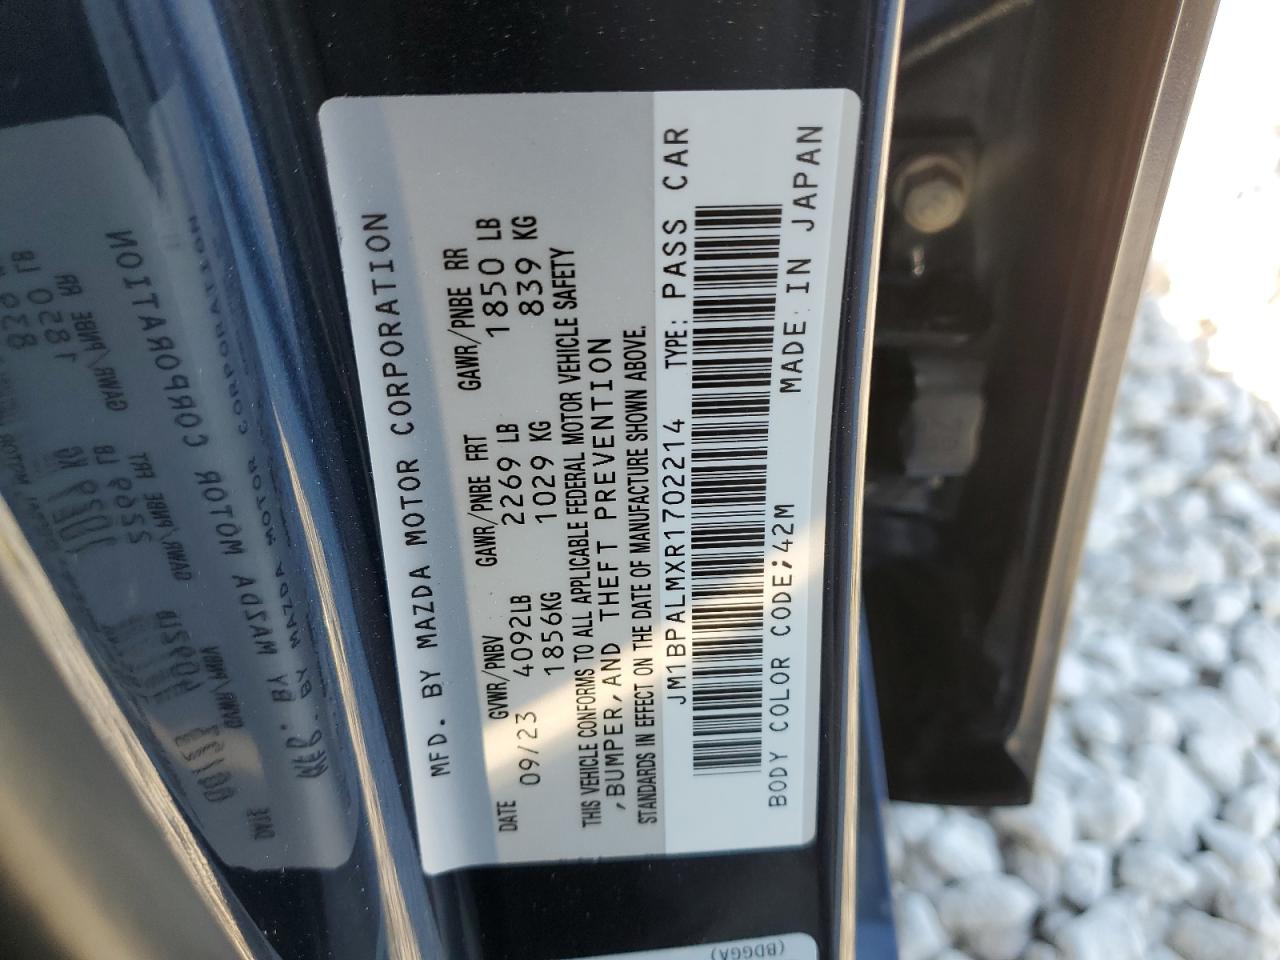 MFD. BY MAZDA MOTOR CORPORATION
DATE GVWR/PNBV GAWR/PNBE FRT GAWR/PNBE RR
09/23 4092LB 2269 LB 1850 LB
1856KG 1029 KG 839 KG
THIS VEHICLE CONFORMS TO ALL APPLICABLE FEDERAL MOTOR VEHICLE SAFETY
,BUMPER,AND THEFT PREVENTION
STANDARDS IN EFFECT ON THE DATE OF MANUFACTURE SHOWN ABOVE.
JM1BPALMXR1702214 TYPE: PASS CAR
BODY COLOR CODE;42M MADE: IN JAPAN
(BDGGA)